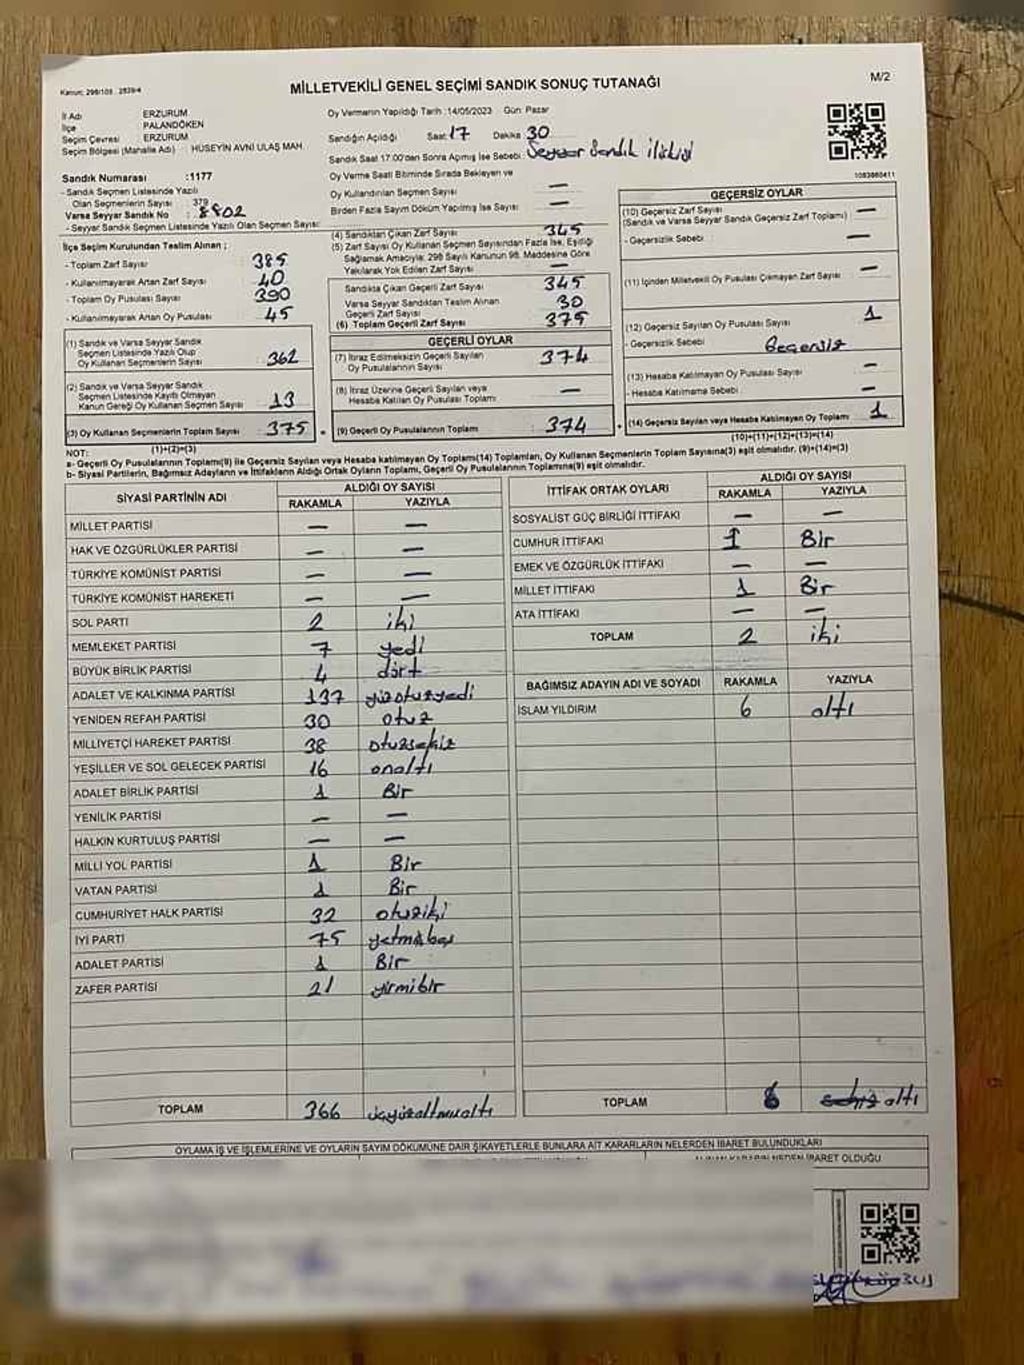 Kanun: 298/105 , 2839/4
MİLLETVEKİLİ GENEL SEÇİMİ SANDIK SONUÇ TUTANAĞI
M/2
İl Adı ERZURUM
İlçe PALANDÖKEN
Seçim Çevresi ERZURUM
Seçim Bölgesi (Mahalle Adı) : HÜSEYİN AVNİ ULAŞ MAH.
Sandık Numarası :1177
- Sandık Seçmen Listesinde Yazılı
Olan Seçmenlerin Sayısı 379
Varsa Seyyar Sandık No : 8802
- Seyyar Sandık Seçmen Listesinde Yazılı Olan Seçmen Sayısı:
İlçe Seçim Kurulundan Teslim Alınan ;
- Toplam Zarf Sayısı 385
- Kullanılmayarak Artan Zarf Sayısı 40
- Toplam Oy Pusulası Sayısı 390
- Kullanılmayarak Artan Oy Pusulası 45
(1) Sandık ve Varsa Seyyar Sandık
Seçmen Listesinde Yazılı Olup
Oy Kullanan Seçmenlerin Sayısı 362
(2) Sandık ve Varsa Seyyar Sandık
Seçmen Listesinde Kayıtlı Olmayan
Kanun Gereği Oy Kullanan Seçmen Sayısı 13
(3) Oy Kullanan Seçmenlerin Toplam Sayısı 375
(1)+(2)=(3)
Oy Vermenin Yapıldığı Tarih :14/05/2023 Gün: Pazar
Sandığın Açıldığı Saat: 17 Dakika 30
Sandık Saat 17:00'den Sonra Açmış İse Sebebi: Seyyar Sandık ilişkisi
Oy Verme Saati Bitiminde Sırada Bekleyen ve
Oy Kullandırılan Seçmen Sayısı —
Birden Fazla Sayım Döküm Yapılmış İse Sayısı —
(4) Sandıktan Çıkan Zarf Sayısı 345
(5) Zarf Sayısı Oy Kullanan Seçmen Sayısından Fazla İse, Eşitliği
Sağlamak Amacıyla; 298 Sayılı Kanunun 98. Maddesine Göre
Yakılarak Yok Edilen Zarf Sayısı —
Sandıkta Çıkan Geçerli Zarf Sayısı 345
Varsa Seyyar Sandıktan Teslim Alınan
Geçerli Zarf Sayısı 30
(6) Toplam Geçerli Zarf Sayısı 375
GEÇERLİ OYLAR
(7) İtiraz Edilmeksizin Geçerli Sayılan
Oy Pusulalarının Sayısı 374
(8) İtiraz Üzerine Geçerli Sayılan veya
Hesaba Katılan Oy Pusulası Toplamı —
(9) Geçerli Oy Pusulalarının Toplamı 374
1083860411
GEÇERSİZ OYLAR
(10) Geçersiz Zarf Sayısı
(Sandık ve Varsa Seyyar Sandık Geçersiz Zarf Toplamı) —
- Geçersizlik Sebebi : —
(11) İçinden Milletvekili Oy Pusulası Çıkmayan Zarf Sayısı —
(12) Geçersiz Sayılan Oy Pusulası Sayısı 1
- Geçersizlik Sebebi Geçersiz
(13) Hesaba Katılmayan Oy Pusulası Sayısı —
- Hesaba Katılmama Sebebi —
(14) Geçersiz Sayılan veya Hesaba Katılmayan Oy Toplamı 1
(10)+(11)+(12)+(13)=(14)
NOT:
a- Geçerli Oy Pusulalarının Toplamı(9) ile Geçersiz Sayılan veya Hesaba Katılmayan Oy Toplamı(14) Toplamları, Oy Kullanan Seçmenlerin Toplam Sayısına(3) eşit olmalıdır. (9)+(14)=(3)
b- Siyasi Partilerin, Bağımsız Adayların ve İttifakların Aldığı Ortak Oyların Toplamı, Geçerli Oy Pusulalarının Toplamına(9) eşit olmalıdır.
SİYASİ PARTİNİN ADI ALDIĞI OY SAYISI
RAKAMLA YAZIYLA
MİLLET PARTİSİ — —
HAK VE ÖZGÜRLÜKLER PARTİSİ — —
TÜRKİYE KOMÜNİST PARTİSİ — —
TÜRKİYE KOMÜNİST HAREKETİ — —
SOL PARTİ 2 iki
MEMLEKET PARTİSİ 7 yedi
BÜYÜK BİRLİK PARTİSİ 4 dört
ADALET VE KALKINMA PARTİSİ 137 yüzotuzyedi
YENİDEN REFAH PARTİSİ 30 otuz
MİLLİYETÇİ HAREKET PARTİSİ 38 otuzsekiz
YEŞİLLER VE SOL GELECEK PARTİSİ 16 onaltı
ADALET BİRLİK PARTİSİ 1 Bir
YENİLİK PARTİSİ — —
HALKIN KURTULUŞ PARTİSİ — —
MİLLİ YOL PARTİSİ 1 Bir
VATAN PARTİSİ 1 Bir
CUMHURİYET HALK PARTİSİ 32 otuziki
İYİ PARTİ 75 yetmişbeş
ADALET PARTİSİ 1 Bir
ZAFER PARTİSİ 21 yirmibir
TOPLAM 366 üçyüzaltmışaltı
İTTİFAK ORTAK OYLARI ALDIĞI OY SAYISI
RAKAMLA YAZIYLA
SOSYALİST GÜÇ BİRLİĞİ İTTİFAKI — —
CUMHUR İTTİFAKI 1 Bir
EMEK VE ÖZGÜRLÜK İTTİFAKI — —
MİLLET İTTİFAKI 1 Bir
ATA İTTİFAKI — —
TOPLAM 2 iki
BAĞIMSIZ ADAYIN ADI VE SOYADI RAKAMLA YAZIYLA
İSLAM YILDIRIM 6 altı
TOPLAM 6 sekiz altı
OYLAMA İŞ VE İŞLEMLERİNE VE OYLARIN SAYIM DÖKÜMÜNE DAİR ŞİKAYETLERLE BUNLARA AİT KARARLARIN NELERDEN İBARET BULUNDUKLARI
ALINAN KARARIN NEDEN İBARET OLDUĞU